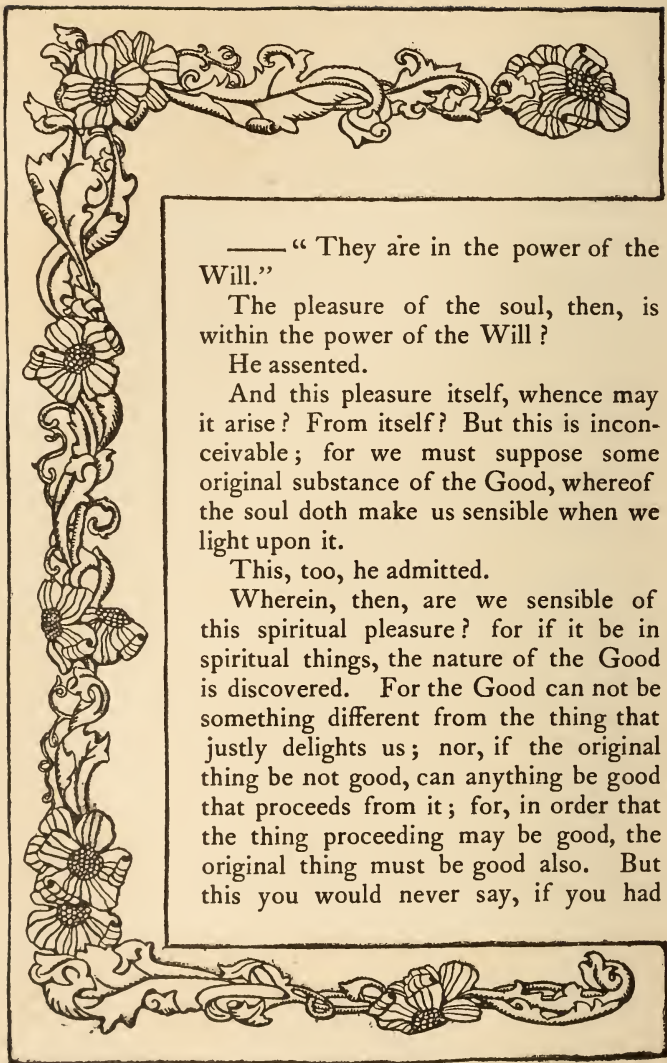 ——“ They are in the power of the
Will.”
The pleasure of the soul, then, is
within the power of the Will ?
He assented.
And this pleasure itself, whence may
it arise ? From itself ? But this is incon-
ceivable ; for we must suppose some
original substance of the Good, whereof
the soul doth make us sensible when we
light upon it.
This, too, he admitted.
Wherein, then, are we sensible of
this spiritual pleasure ? for if it be in
spiritual things, the nature of the Good
is discovered. For the Good can not be
something different from the thing that
justly delights us ; nor, if the original
thing be not good, can anything be good
that proceeds from it ; for, in order that
the thing proceeding may be good, the
original thing must be good also. But
this you would never say, if you had